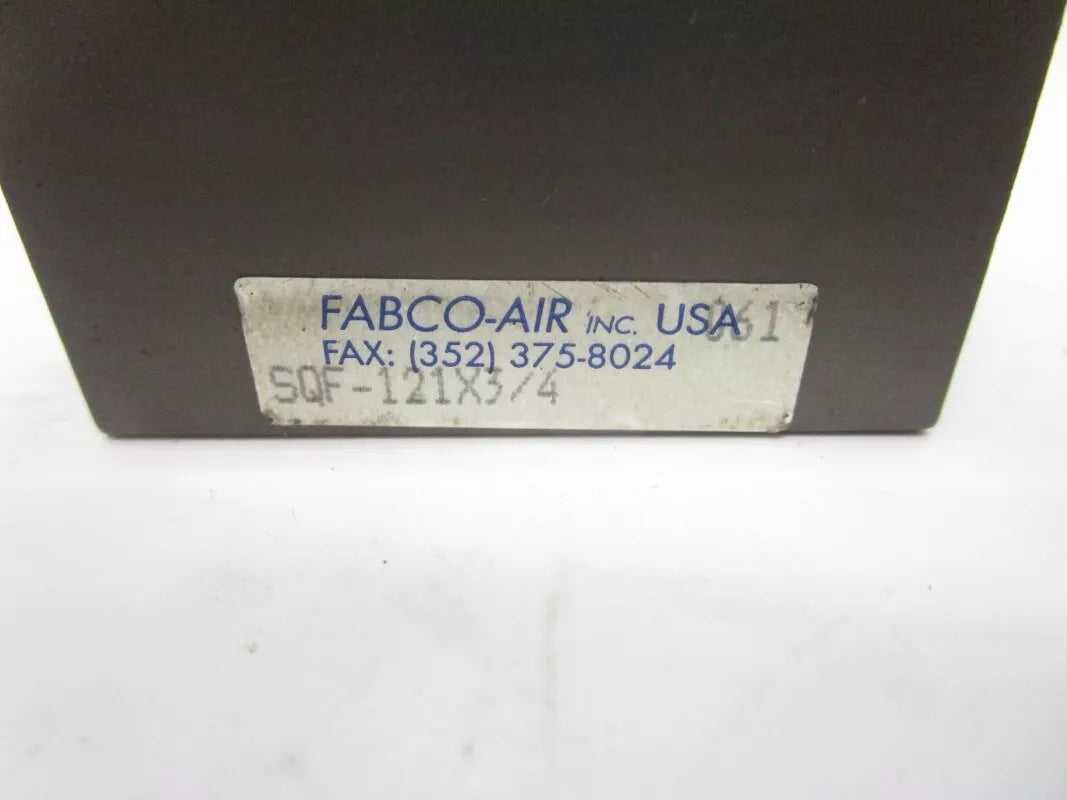 FABCO-AIR INC. USA
FAX: (352) 375-8024
SQF-121X3/4